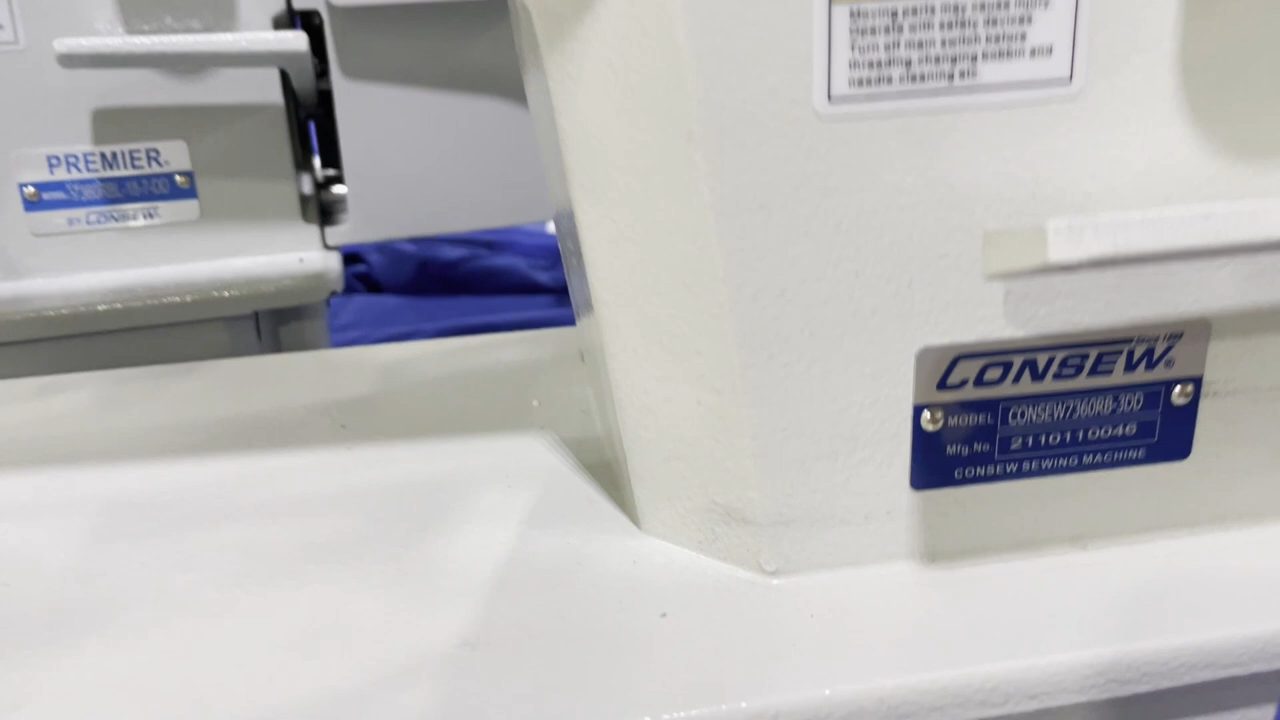 Moving parts may cause injury
Operate with safety devices
Turn off main switch before
threading, changing bobbin and
needle cleaning etc.
PREMIER®
BY CONSEW®
CONSEW®
MODEL CONSEW7360RB-3DD
Mfg.No. 2110110046
CONSEW SEWING MACHINE